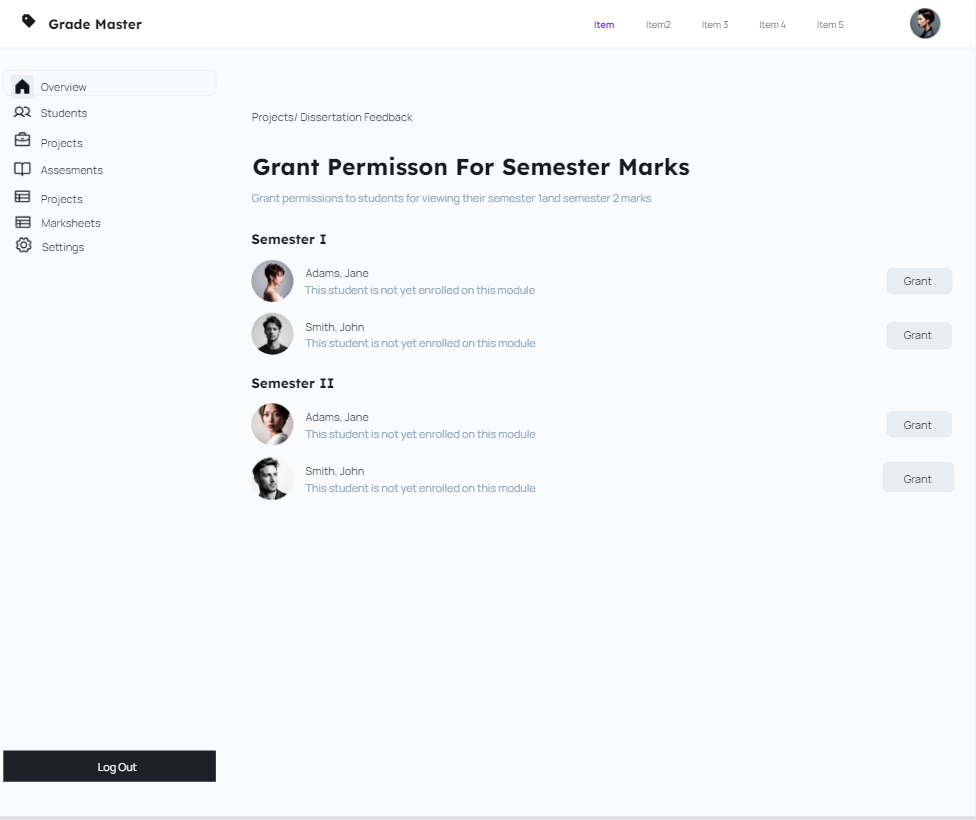 Grade Master
Item
Item2
Item 3
Item 4
Item 5
Overview
Students
Projects
Assesments
Projects
Marksheets
Settings
Log Out
Projects/ Dissertation Feedback
Grant Permisson For Semester Marks
Grant permissions to students for viewing their semester 1and semester 2 marks
Semester I
Adams, Jane
This student is not yet enrolled on this module
Grant
Smith, John
This student is not yet enrolled on this module
Grant
Semester II
Adams, Jane
This student is not yet enrolled on this module
Grant
Smith, John
This student is not yet enrolled on this module
Grant